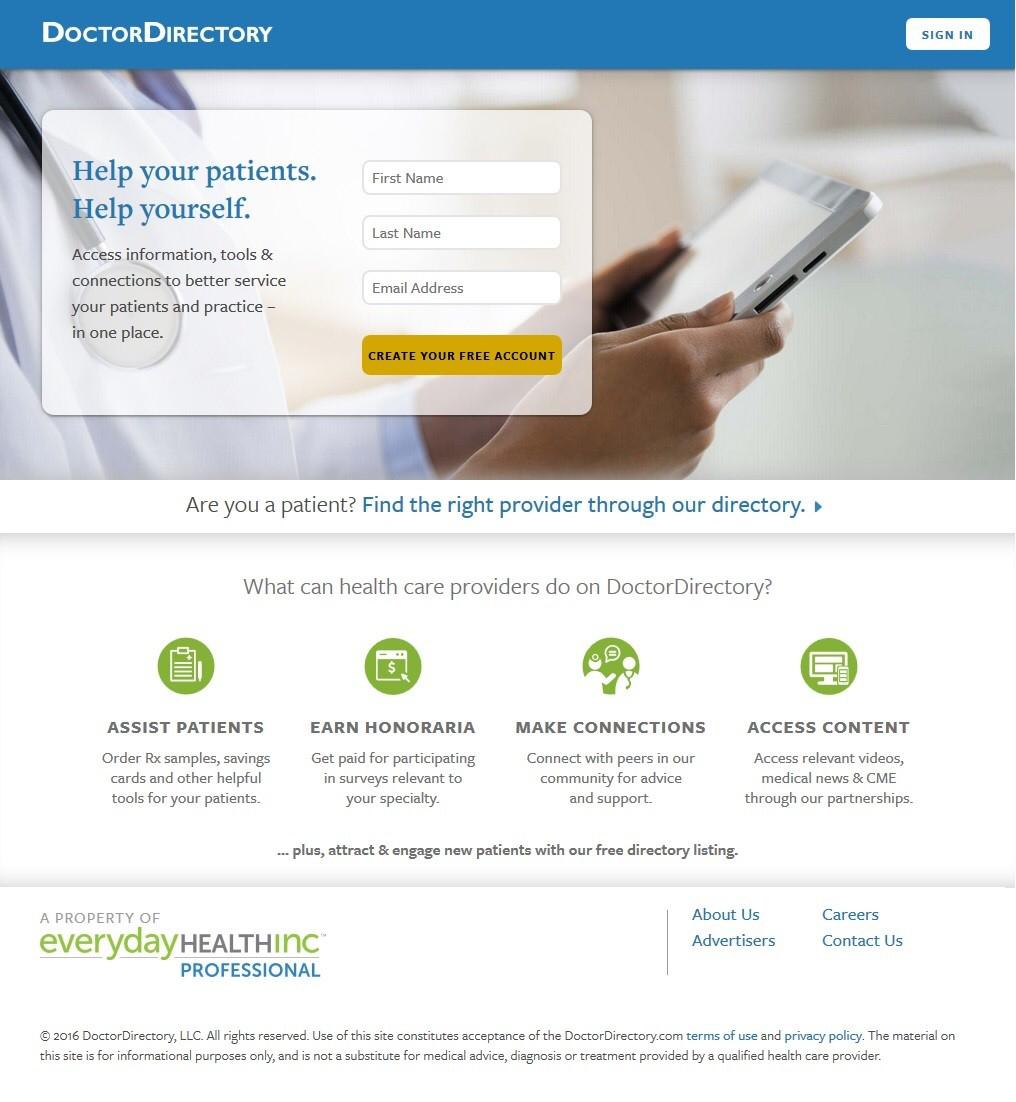 DOCTORDIRECTORY
SIGN IN
Help your patients.
Help yourself.
Access information, tools &
connections to better service
your patients and practice –
in one place.
First Name
Last Name
Email Address
CREATE YOUR FREE ACCOUNT
Are you a patient? Find the right provider through our directory.
What can health care providers do on DoctorDirectory?
$
ASSIST PATIENTS
Order Rx samples, savings
cards and other helpful
tools for your patients.
EARN HONORARIA
Get paid for participating
in surveys relevant to
your specialty.
MAKE CONNECTIONS
Connect with peers in our
community for advice
and support.
ACCESS CONTENT
Access relevant videos,
medical news & CME
through our partnerships.
... plus, attract & engage new patients with our free directory listing.
A PROPERTY OF
everydayHEALTHinc™
PROFESSIONAL
About Us
Careers
Advertisers
Contact Us
© 2016 DoctorDirectory, LLC. All rights reserved. Use of this site constitutes acceptance of the DoctorDirectory.com terms of use and privacy policy. The material on
this site is for informational purposes only, and is not a substitute for medical advice, diagnosis or treatment provided by a qualified health care provider.